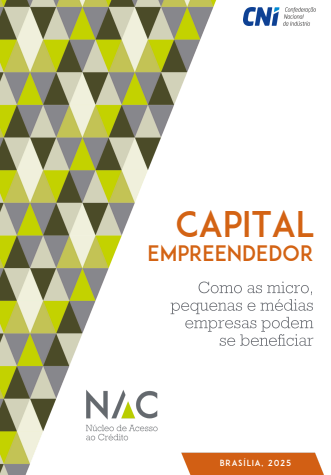 CNI
Confederação
Nacional
da Indústria
CAPITAL
EMPREENDEDOR
Como as micro,
pequenas e médias
empresas podem
se beneficiar
NAC
Núcleo de Acesso
ao Crédito
BRASÍLIA, 2025